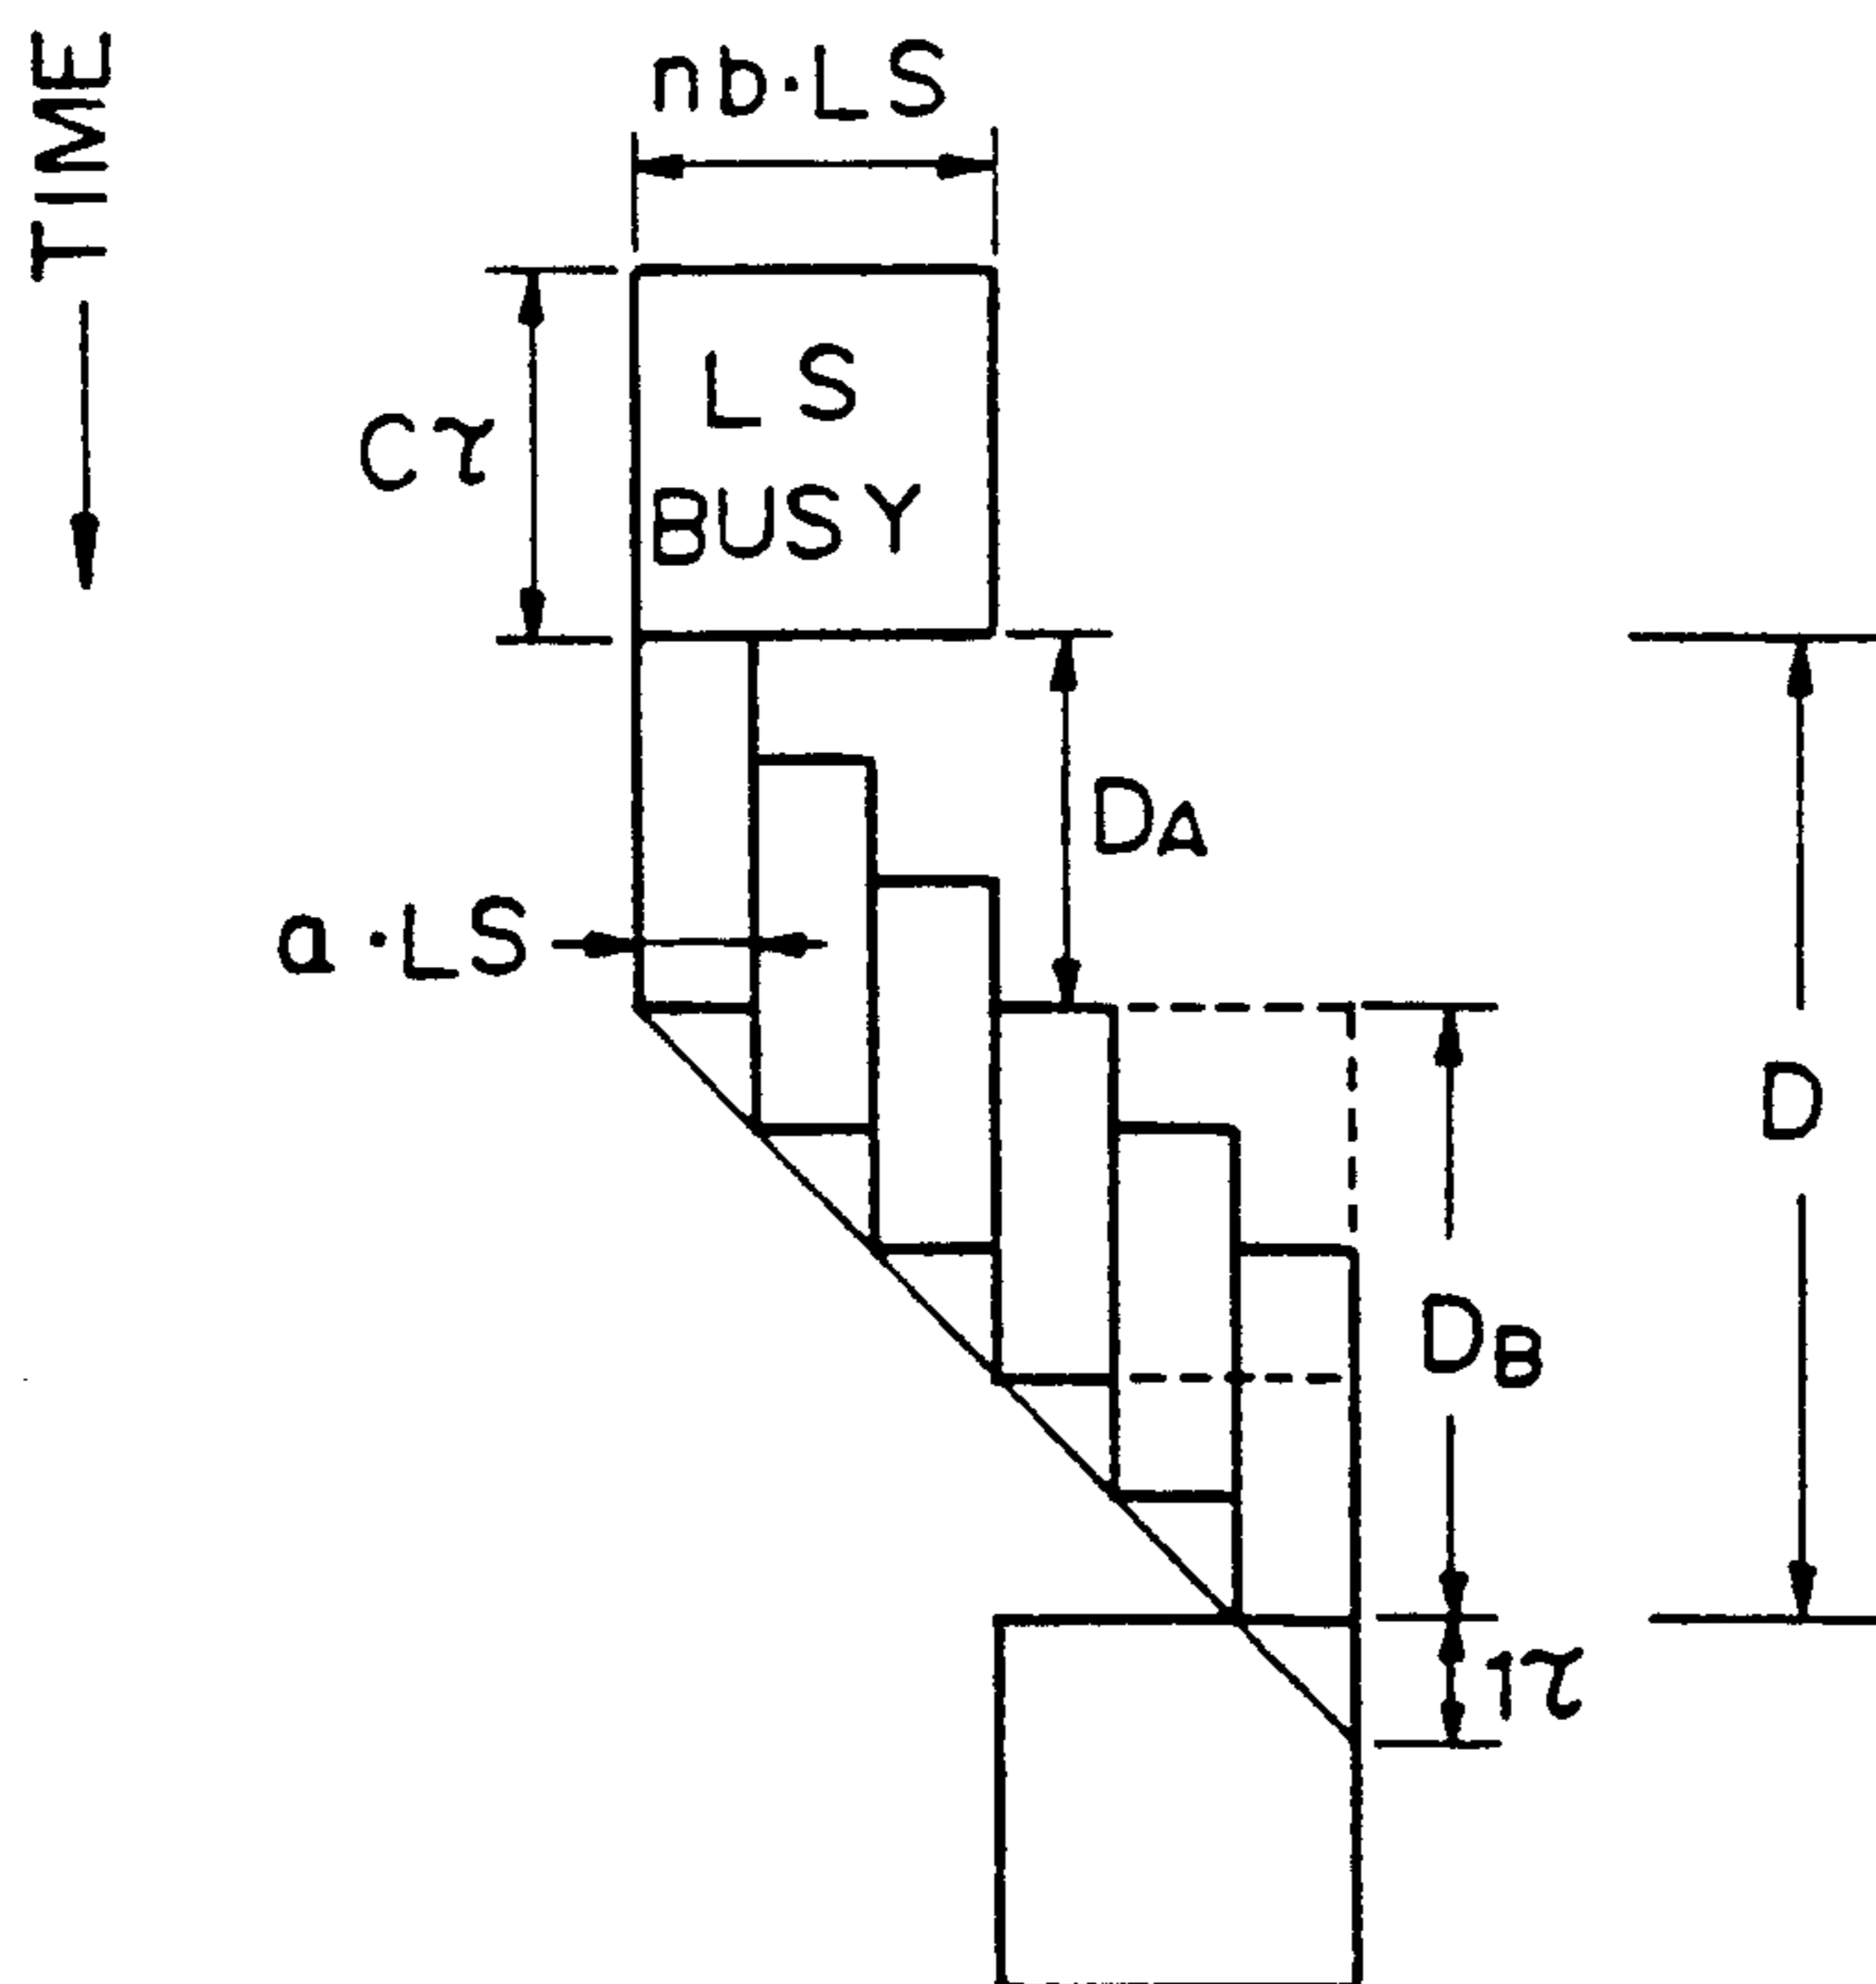 TIME
nb·LS
LS
BUSY
Cτ
DA
a·LS
D
DB
1τ